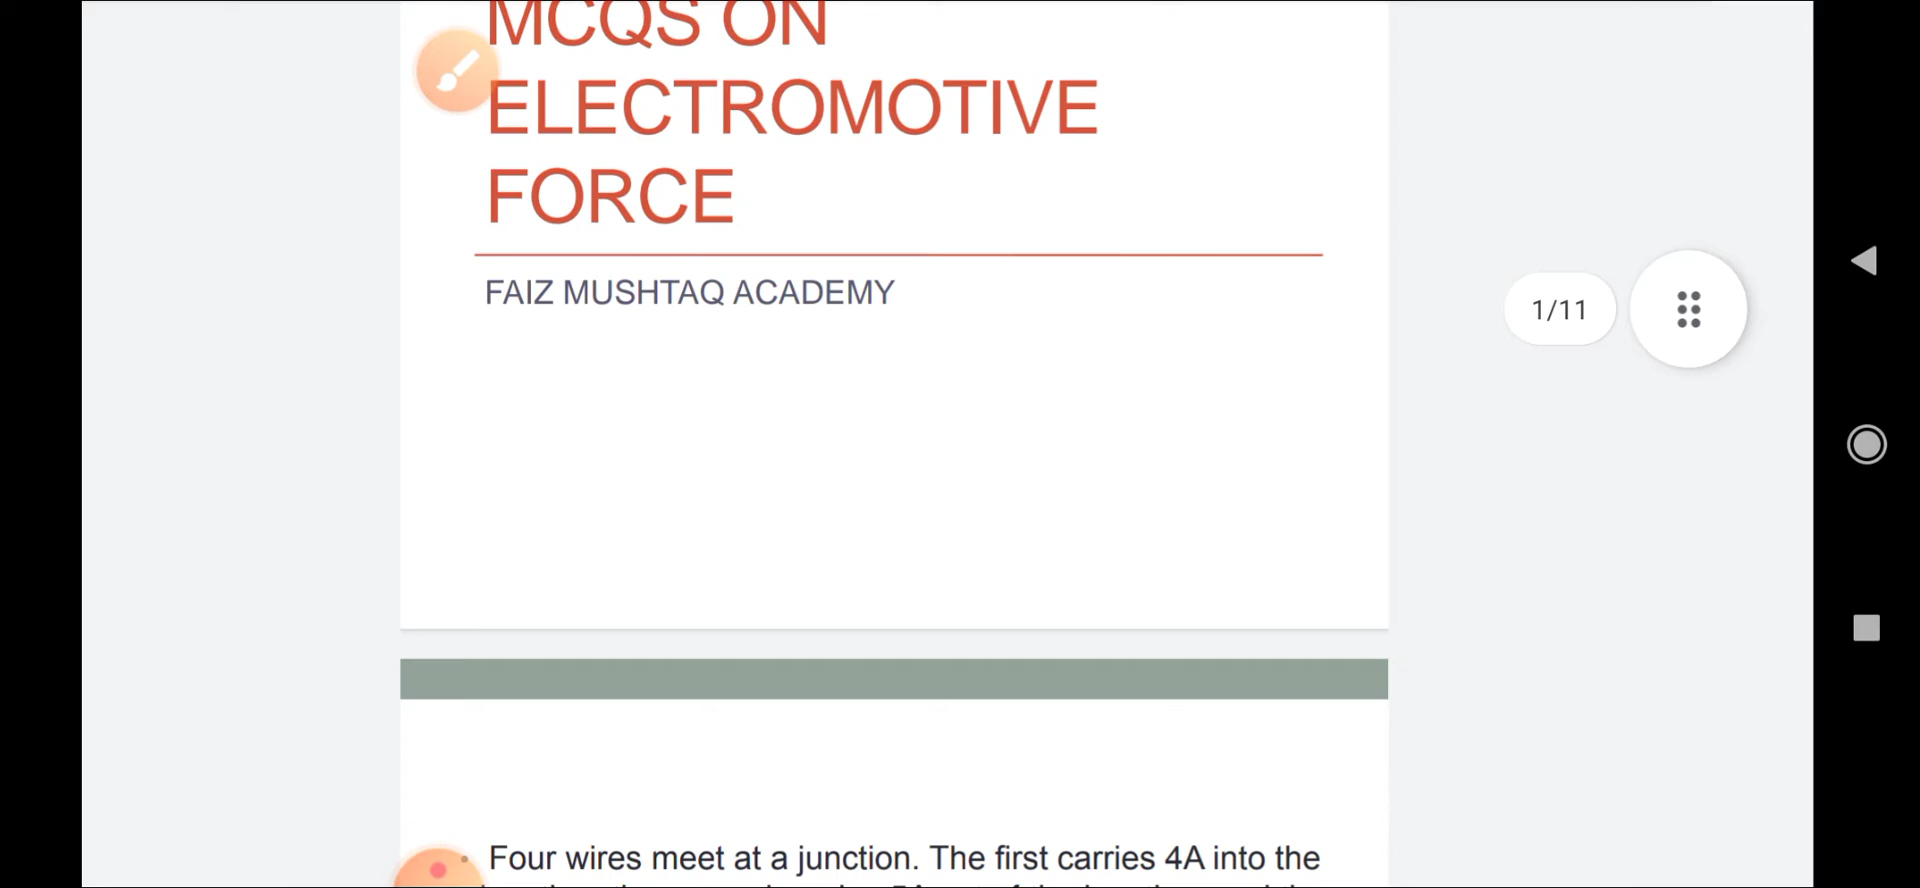 MCQS ON
ELECTROMOTIVE
FORCE
FAIZ MUSHTAQ ACADEMY
1/11
Four wires meet at a junction. The first carries 4A into the